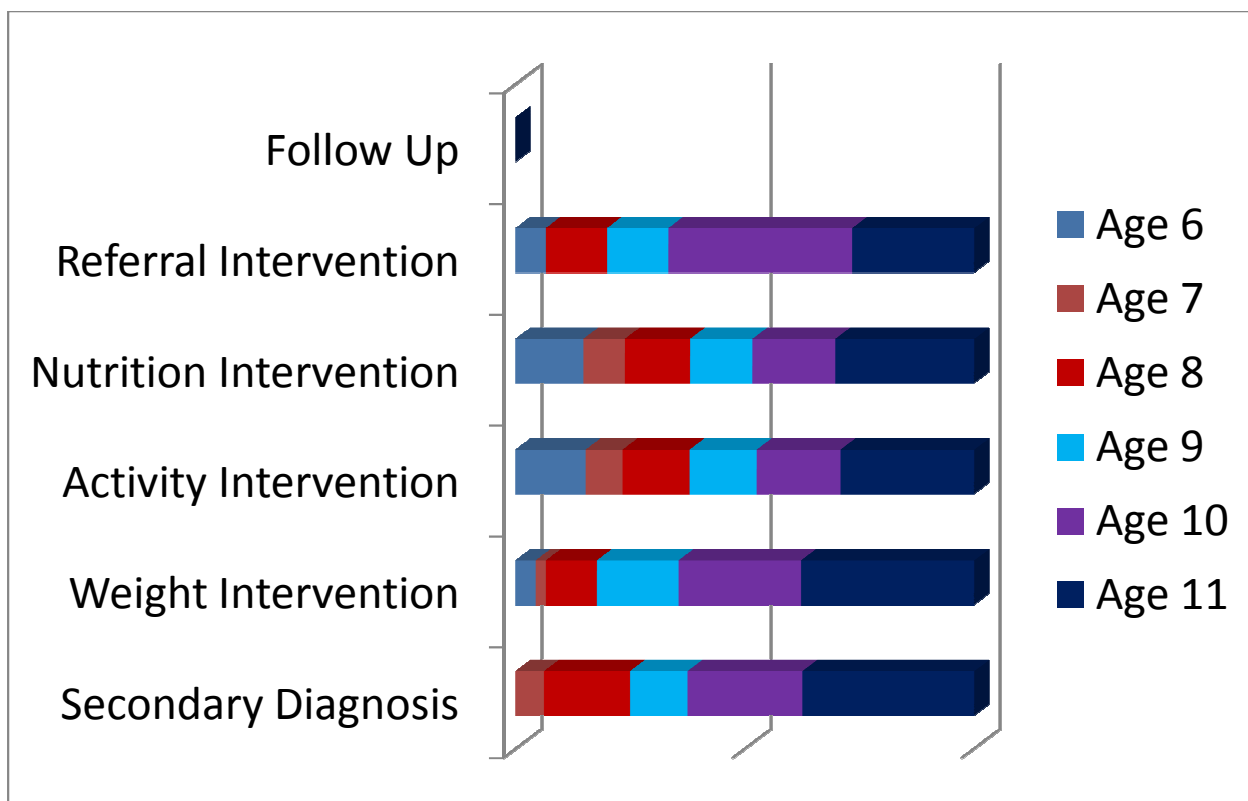 Follow Up
Referral Intervention
Nutrition Intervention
Activity Intervention
Weight Intervention
Secondary Diagnosis
Age 6
Age 7
Age 8
Age 9
Age 10
Age 11